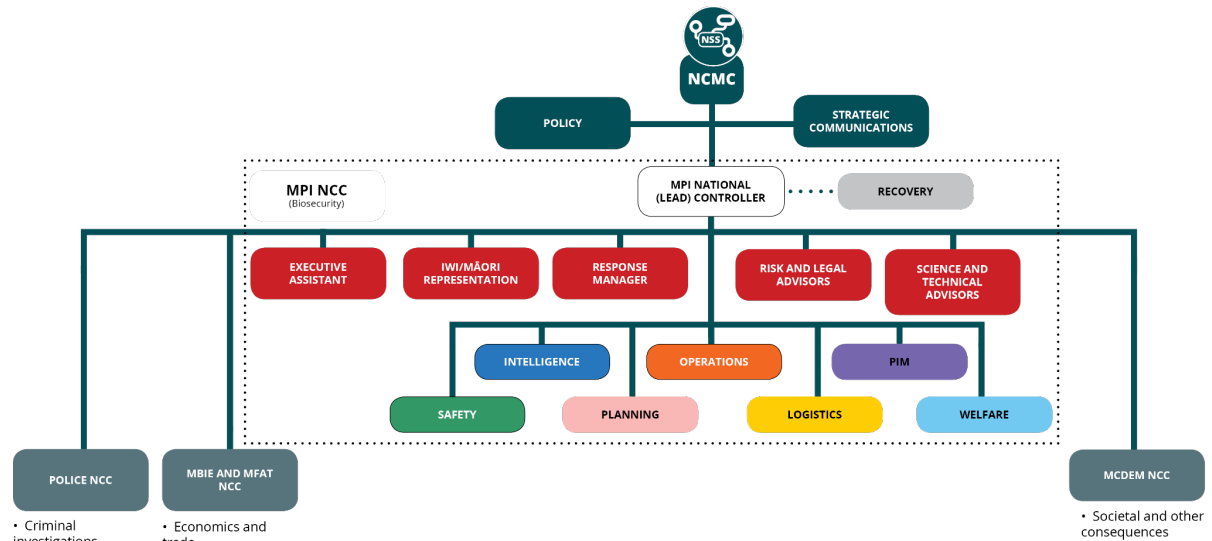 NSS
NCMC
POLICY
STRATEGIC
COMMUNICATIONS
MPI NCC
(Biosecurity)
MPI NATIONAL
(LEAD) CONTROLLER
RECOVERY
EXECUTIVE
ASSISTANT
IWI/MĀORI
REPRESENTATION
RESPONSE
MANAGER
RISK AND LEGAL
ADVISORS
SCIENCE AND
TECHNICAL
ADVISORS
INTELLIGENCE
OPERATIONS
PIM
SAFETY
PLANNING
LOGISTICS
WELFARE
POLICE NCC
MBIE AND MFAT
NCC
MCDEM NCC
• Criminal
investigations
• Economics and
trade
• Societal and other
consequences